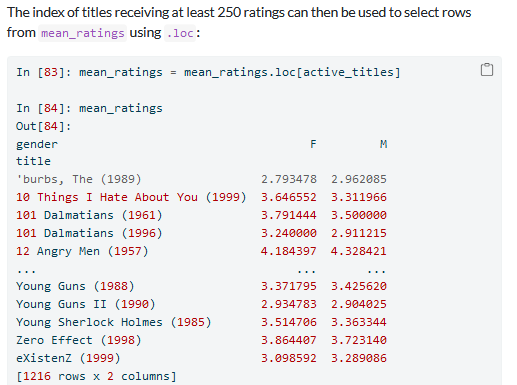 The index of titles receiving at least 250 ratings can then be used to select rows
from mean_ratings using .loc:
In [83]: mean_ratings = mean_ratings.loc[active_titles]
In [84]: mean_ratings
Out[84]:
gender                                   F         M
title
'burbs, The (1989)                2.793478  2.962085
10 Things I Hate About You (1999) 3.646552  3.311966
101 Dalmatians (1961)             3.791444  3.500000
101 Dalmatians (1996)             3.240000  2.911215
12 Angry Men (1957)               4.184397  4.328421
...                                    ...       ...
Young Guns (1988)                 3.371795  3.425620
Young Guns II (1990)              2.934783  2.904025
Young Sherlock Holmes (1985)      3.514706  3.363344
Zero Effect (1998)                3.864407  3.723140
eXistenZ (1999)                   3.098592  3.289086
[1216 rows x 2 columns]